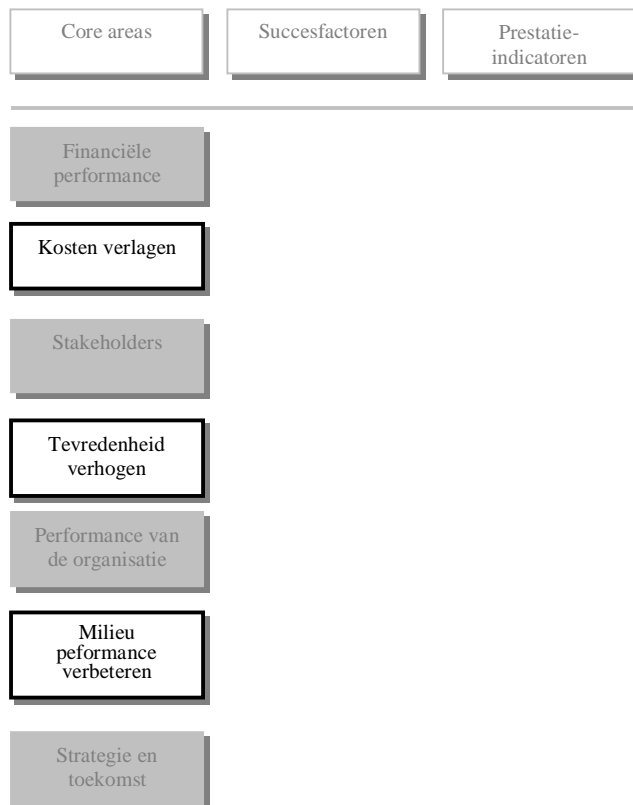 Core areas
Succesfactoren
Prestatie-
indicatoren
Financiële
performance
Kosten verlagen
Stakeholders
Tevredenheid
verhogen
Performance van
de organisatie
Milieu
peformance
verbeteren
Strategie en
toekomst